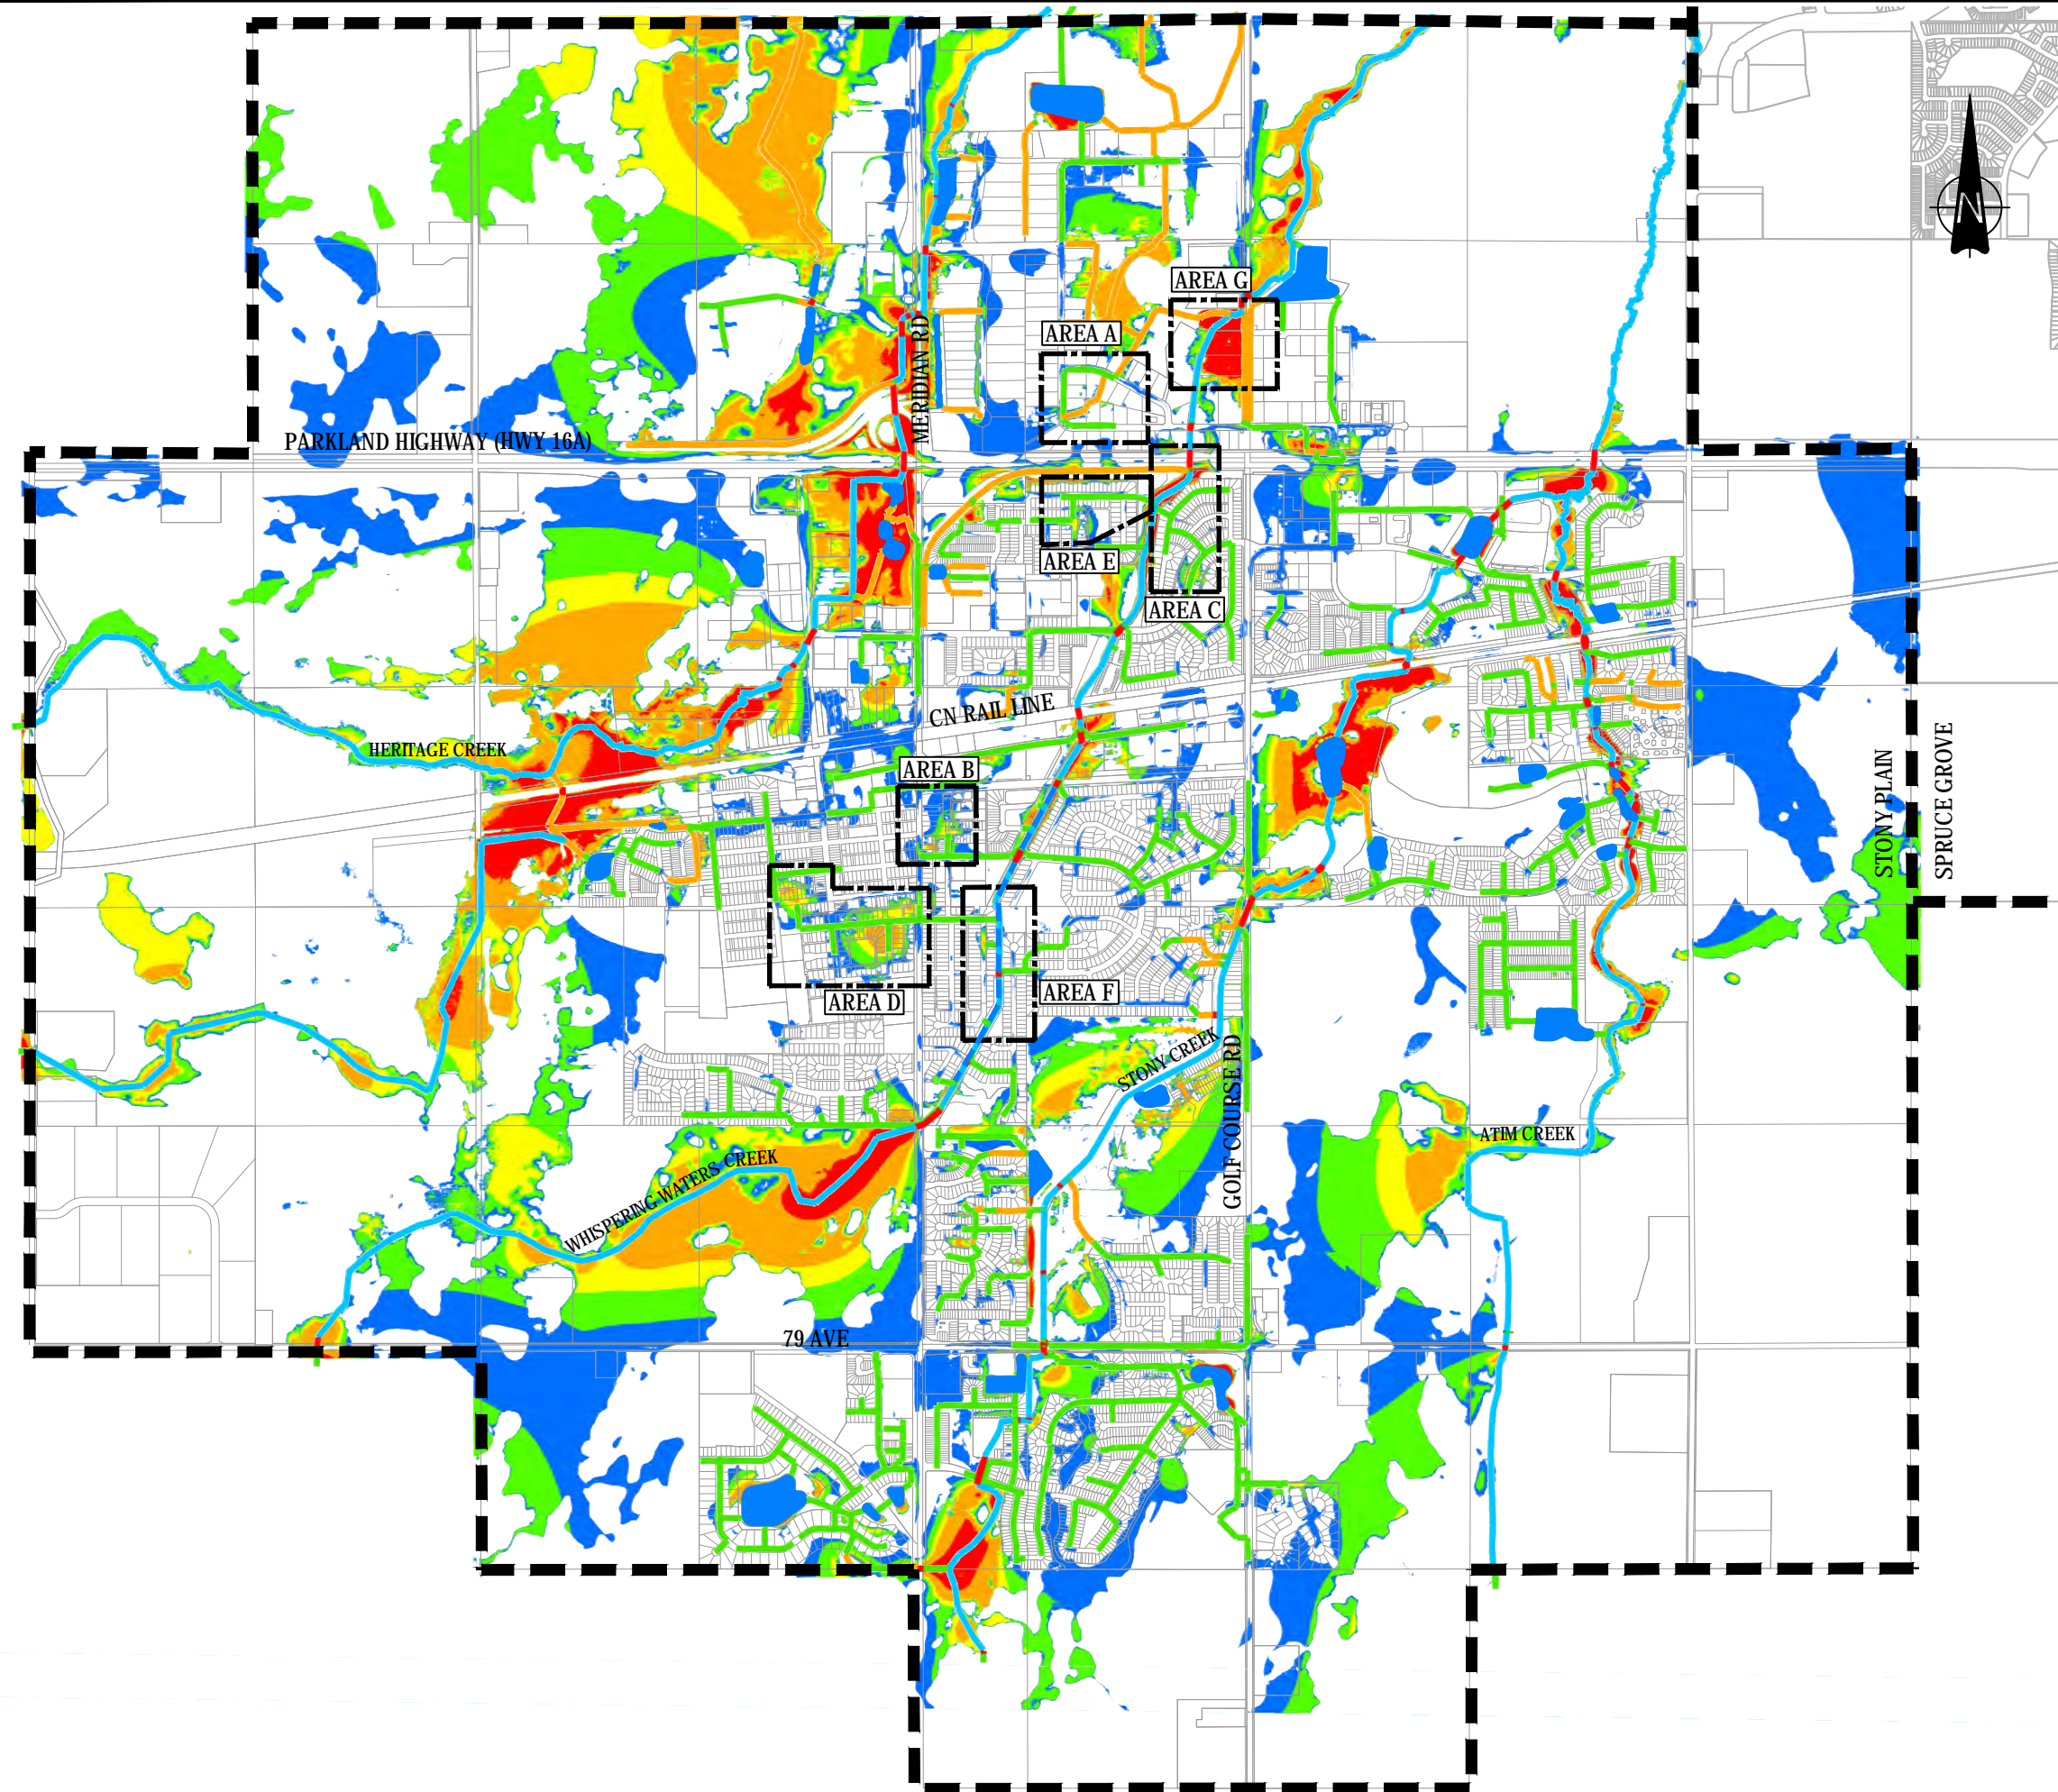 N
AREA G
AREA A
MERIDIAN RD
PARKLAND HIGHWAY (HWY 16A)
AREA E
AREA C
CN RAIL LINE
HERITAGE CREEK
AREA B
STONY PLAIN
SPRUCE GROVE
AREA D
AREA F
STONY CREEK
GOLF COURSE RD
ATIM CREEK
WHISPERING WATERS CREEK
79 AVE